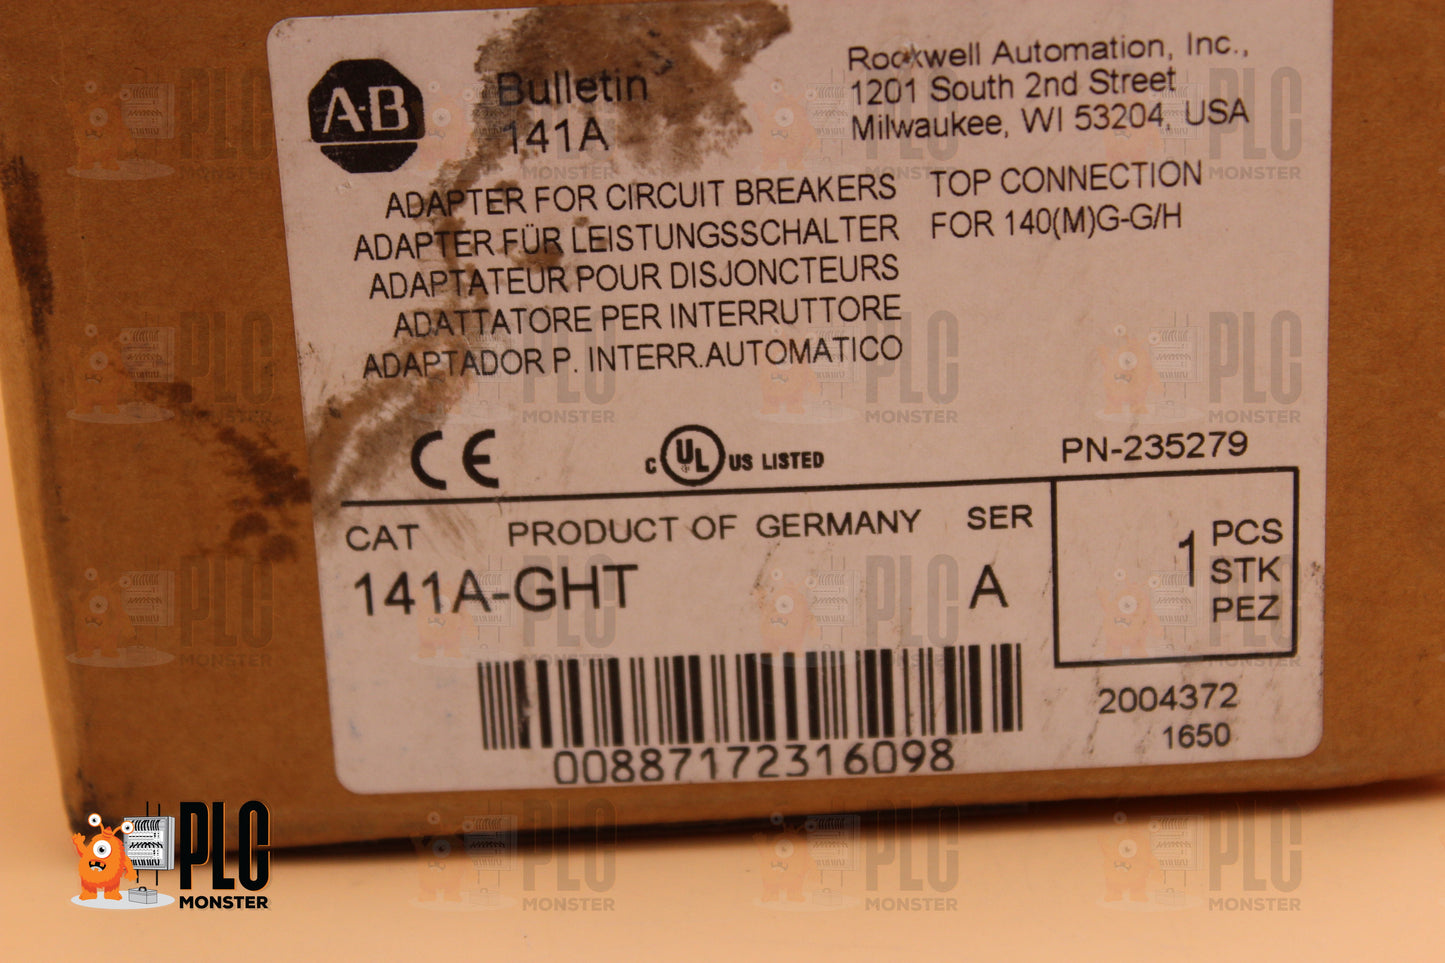 A-B
Bulletin
141A
Rockwell Automation, Inc.,
1201 South 2nd Street
Milwaukee, WI 53204, USA
ADAPTER FOR CIRCUIT BREAKERS
ADAPTER FÜR LEISTUNGSSCHALTER
ADAPTATEUR POUR DISJONCTEURS
ADATTATORE PER INTERRUTTORE
ADAPTADOR P. INTERR.AUTOMATICO
TOP CONNECTION
FOR 140(M)G-G/H
CE
C UL US LISTED
PN-235279
CAT
PRODUCT OF GERMANY
SER
141A-GHT
A
1
PCS
STK
PEZ
00887172316098
2004372
1650
PLC
MONSTER